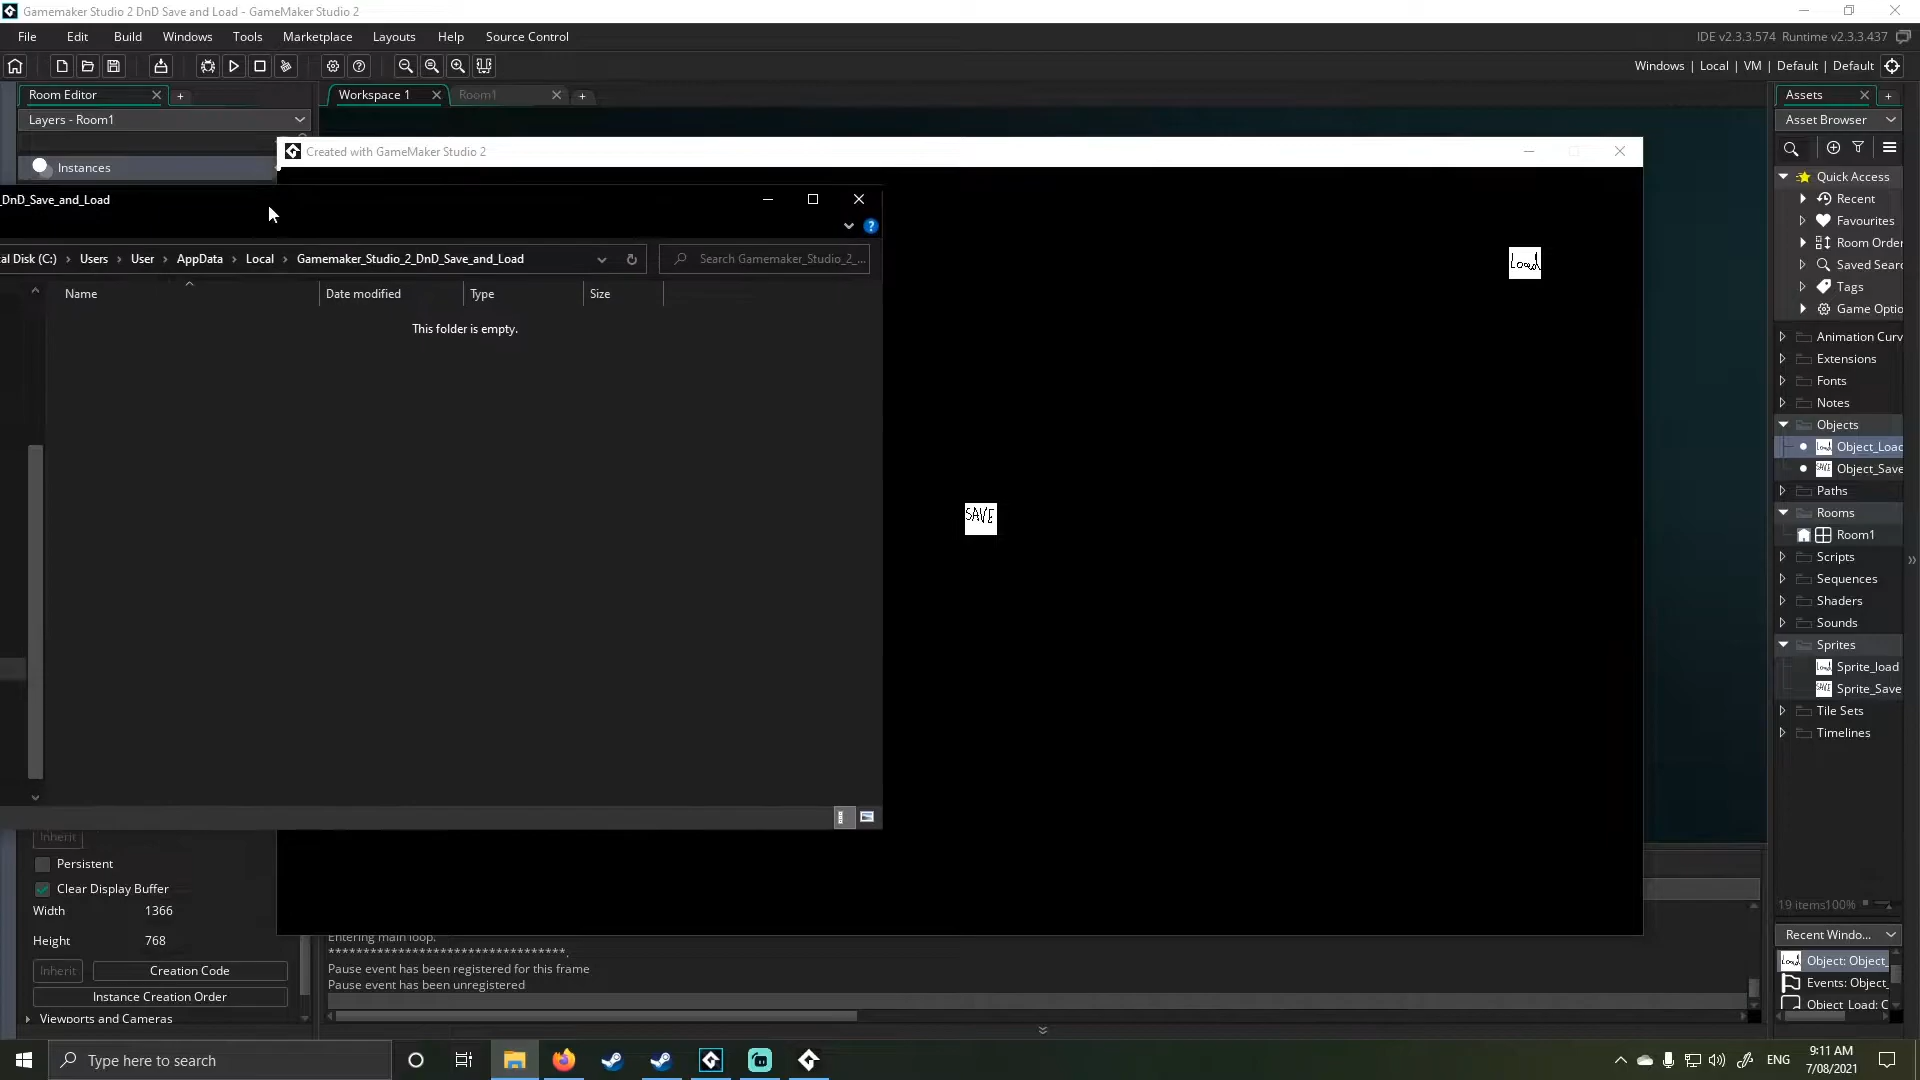 Gamemaker Studio 2 DnD Save and Load - GameMaker Studio 2
File Edit Build Windows Tools Marketplace Layouts Help Source Control
IDE v2.3.3.574 Runtime v2.3.3.437
Windows | Local | VM | Default | Default
Room Editor
Workspace 1
Room1
Assets
Layers - Room1
Asset Browser
Created with GameMaker Studio 2
Instances
Quick Access
_DnD_Save_and_Load
Recent
Favourites
Room Order
Saved Searc
Tags
Game Optio
al Disk (C:) > Users > User > AppData > Local > Gamemaker_Studio_2_DnD_Save_and_Load
Search Gamemaker_Studio_2_...
Load
Name Date modified Type Size
This folder is empty.
Animation Curv
Extensions
Fonts
Notes
Objects
Object_Load
Object_Save
Paths
Rooms
SAVE
Room1
Scripts
Sequences
Shaders
Sounds
Sprites
Sprite_load
Sprite_Save
Tile Sets
Timelines
Inherit
Persistent
Clear Display Buffer
Width 1366
Height 768
Inherit
Creation Code
Instance Creation Order
Viewports and Cameras
Entering main loop.
**********************************.
Pause event has been registered for this frame
Pause event has been unregistered
19 items 100%
Recent Windo...
Object: Object_
Events: Object_
Object_Load: C
Type here to search
ENG
9:11 AM
7/08/2021